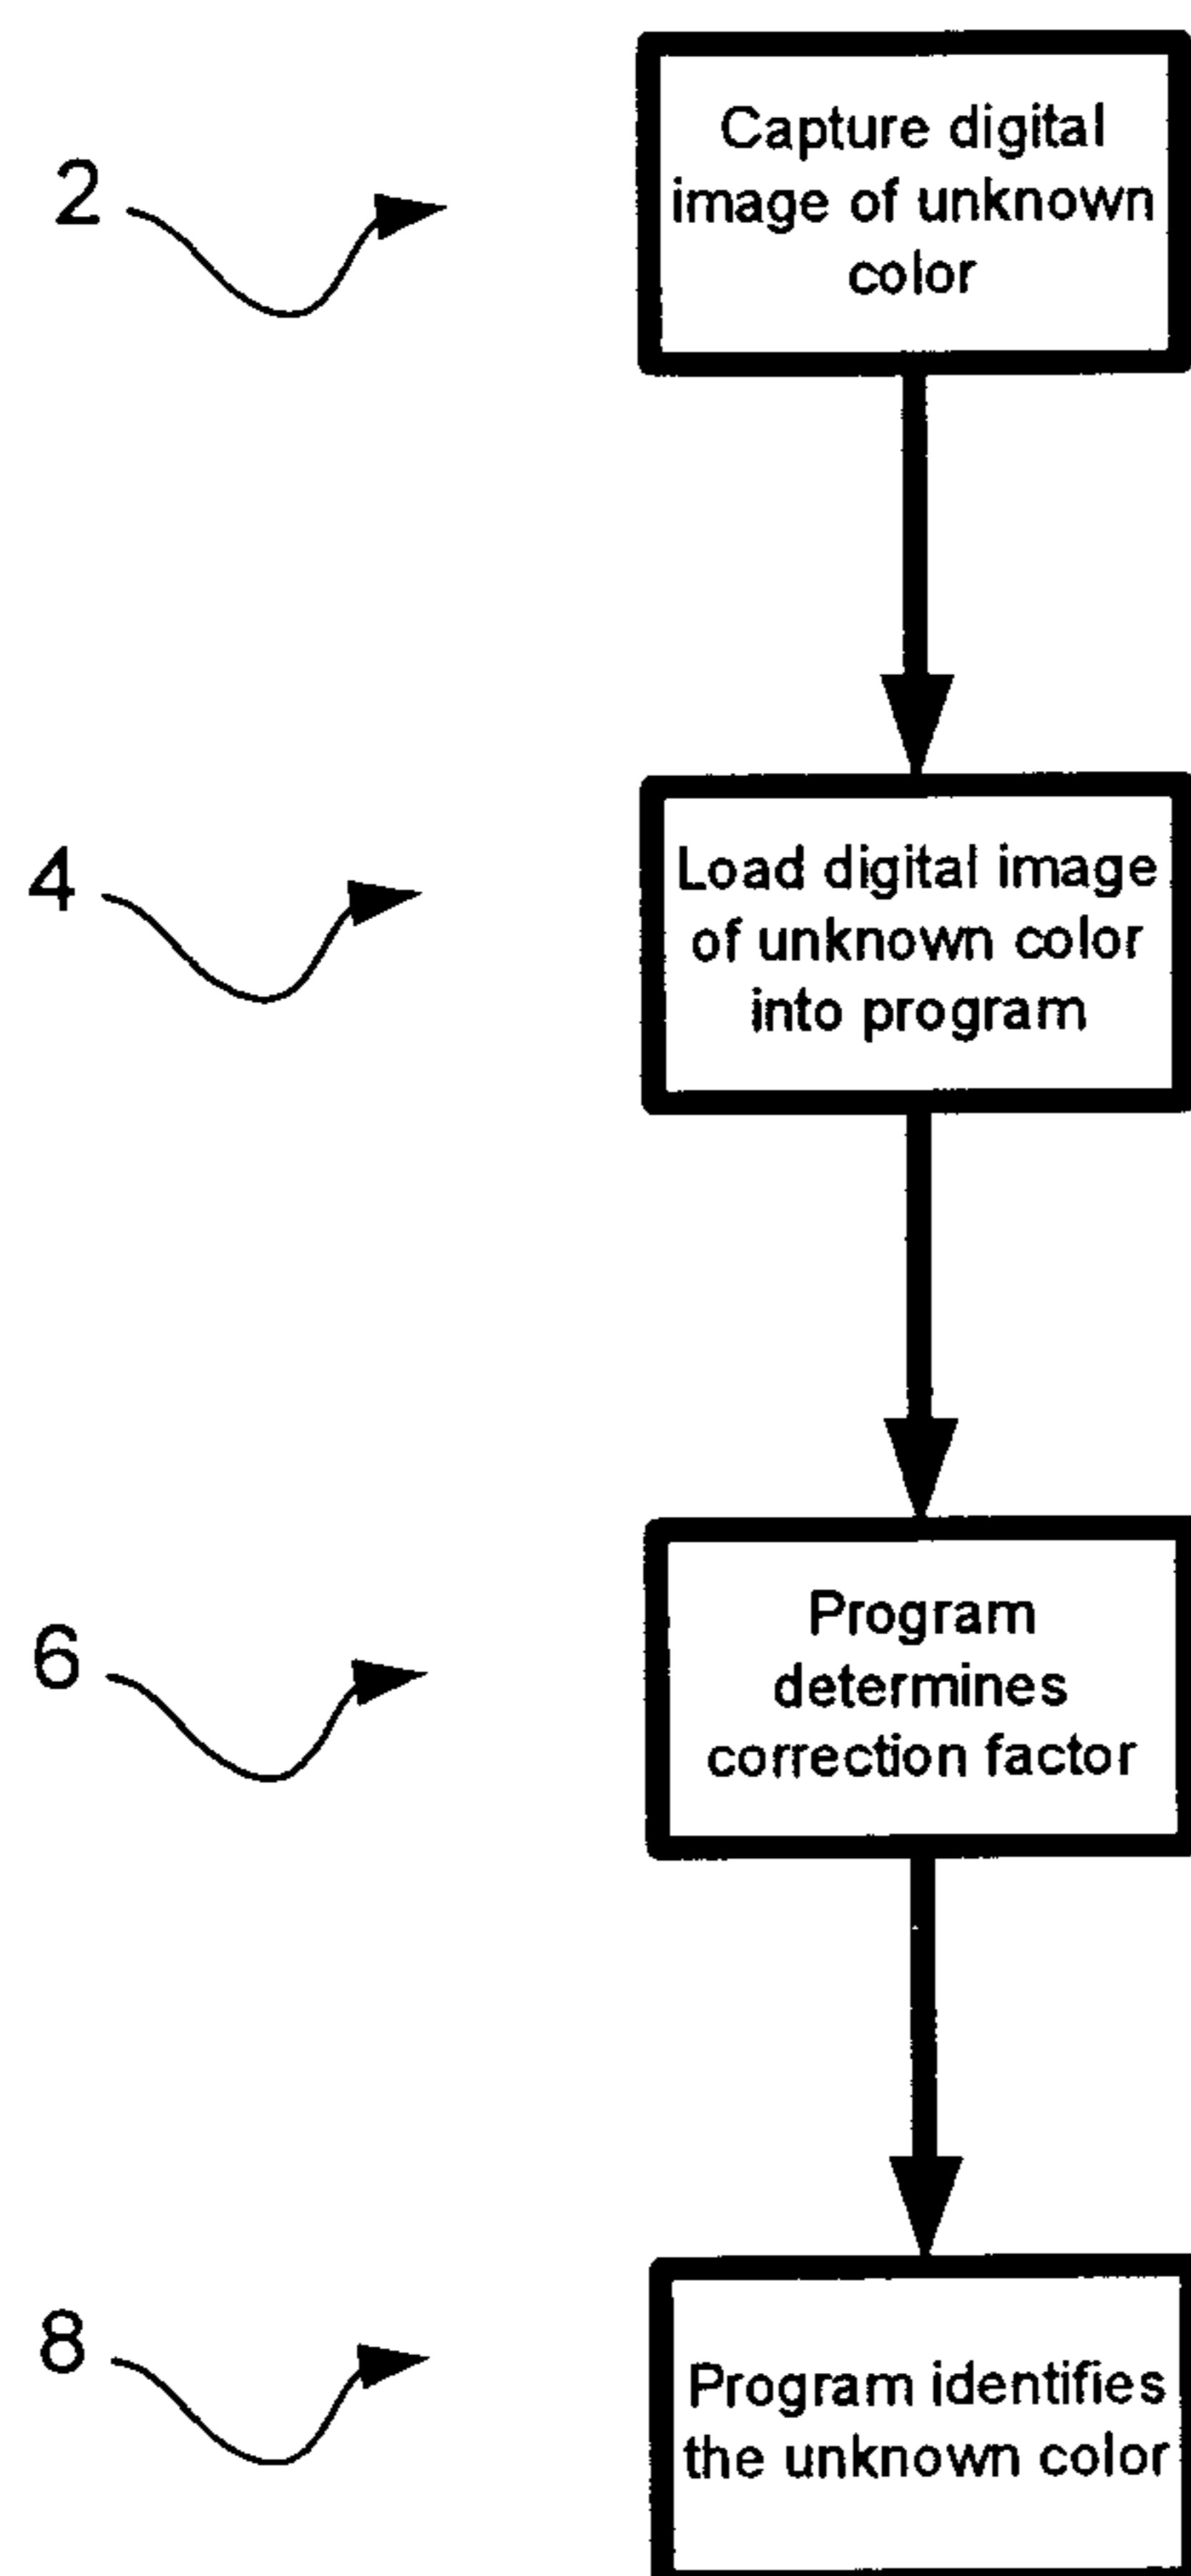 2
Capture digital
image of unknown
color
4
Load digital image
of unknown color
into program
6
Program
determines
correction factor
8
Program identifies
the unknown color